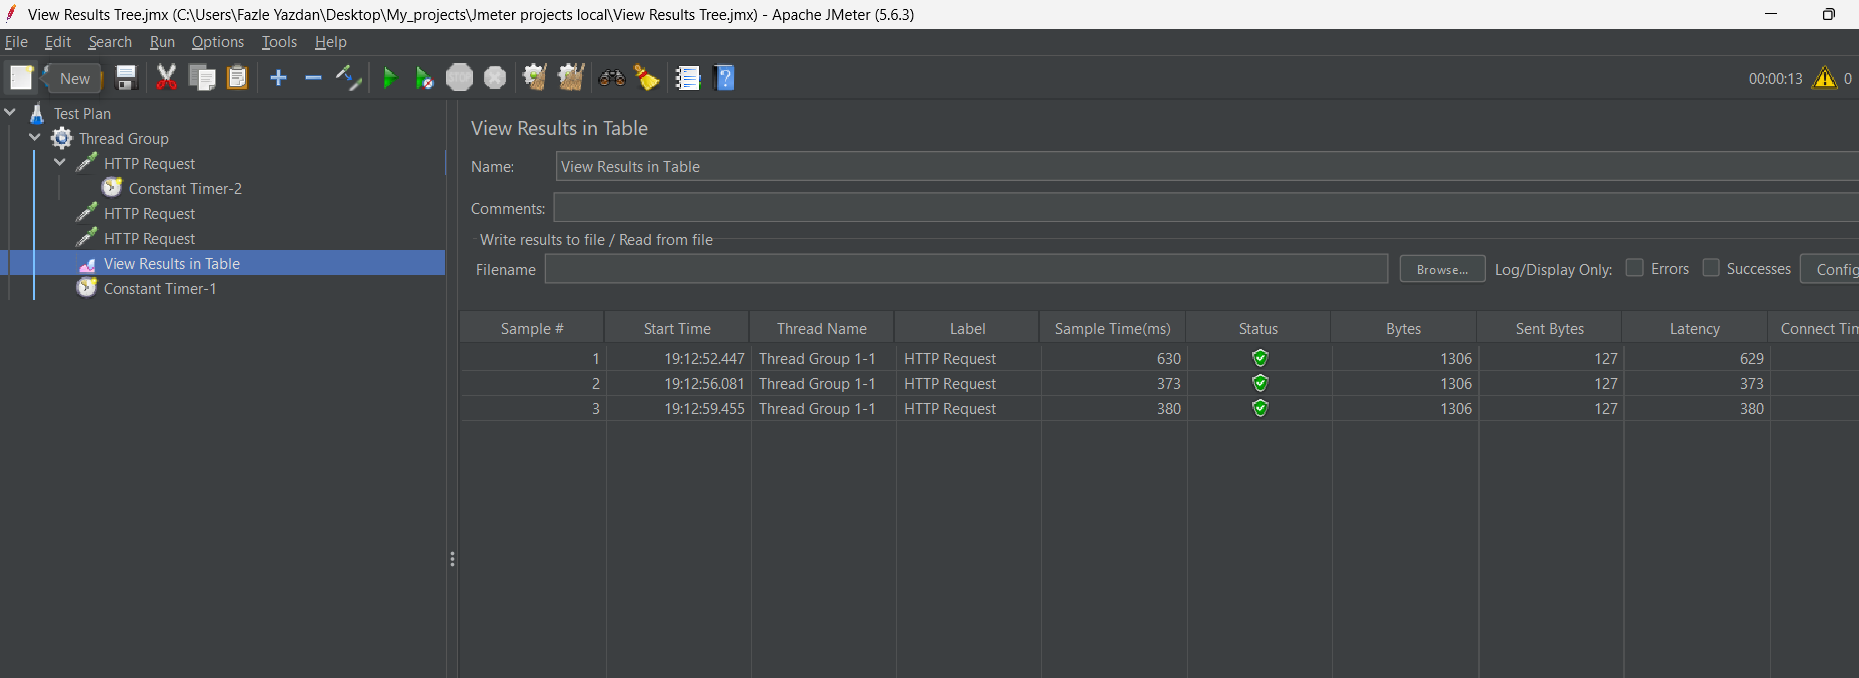 View Results Tree.jmx (C:\Users\Fazle Yazdan\Desktop\My_projects\Jmeter projects local\View Results Tree.jmx) - Apache JMeter (5.6.3)
File Edit Search Run Options Tools Help
New
STOP
00:00:13 0
Test Plan
Thread Group
HTTP Request
Constant Timer-2
HTTP Request
HTTP Request
View Results in Table
Constant Timer-1
View Results in Table
Name: View Results in Table
Comments:
Write results to file / Read from file
Filename Browse... Log/Display Only: Errors Successes Config
Sample # Start Time Thread Name Label Sample Time(ms) Status Bytes Sent Bytes Latency Connect Tim
1 19:12:52.447 Thread Group 1-1 HTTP Request 630 1306 127 629
2 19:12:56.081 Thread Group 1-1 HTTP Request 373 1306 127 373
3 19:12:59.455 Thread Group 1-1 HTTP Request 380 1306 127 380